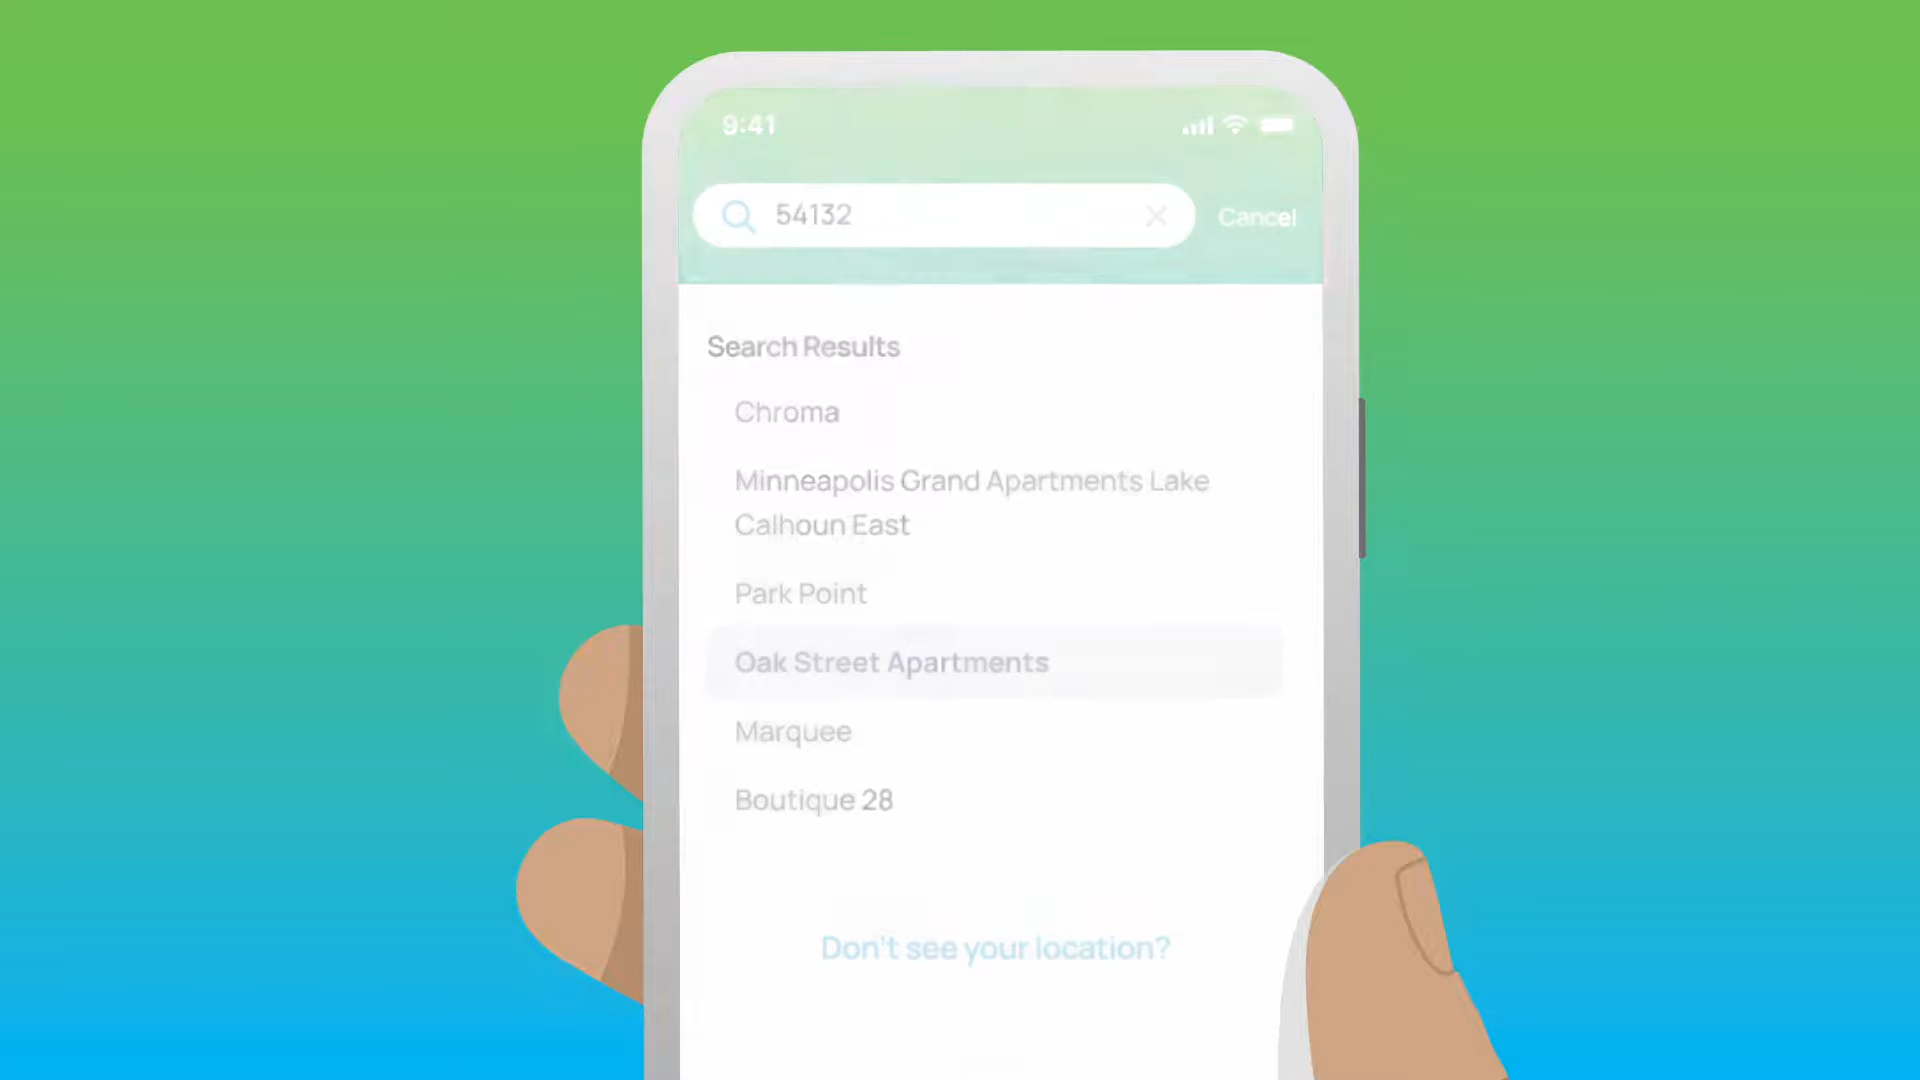 9:41
54132
Cancel
Search Results
Chroma
Minneapolis Grand Apartments Lake
Calhoun East
Park Point
Oak Street Apartments
Marquee
Boutique 28
Don't see your location?